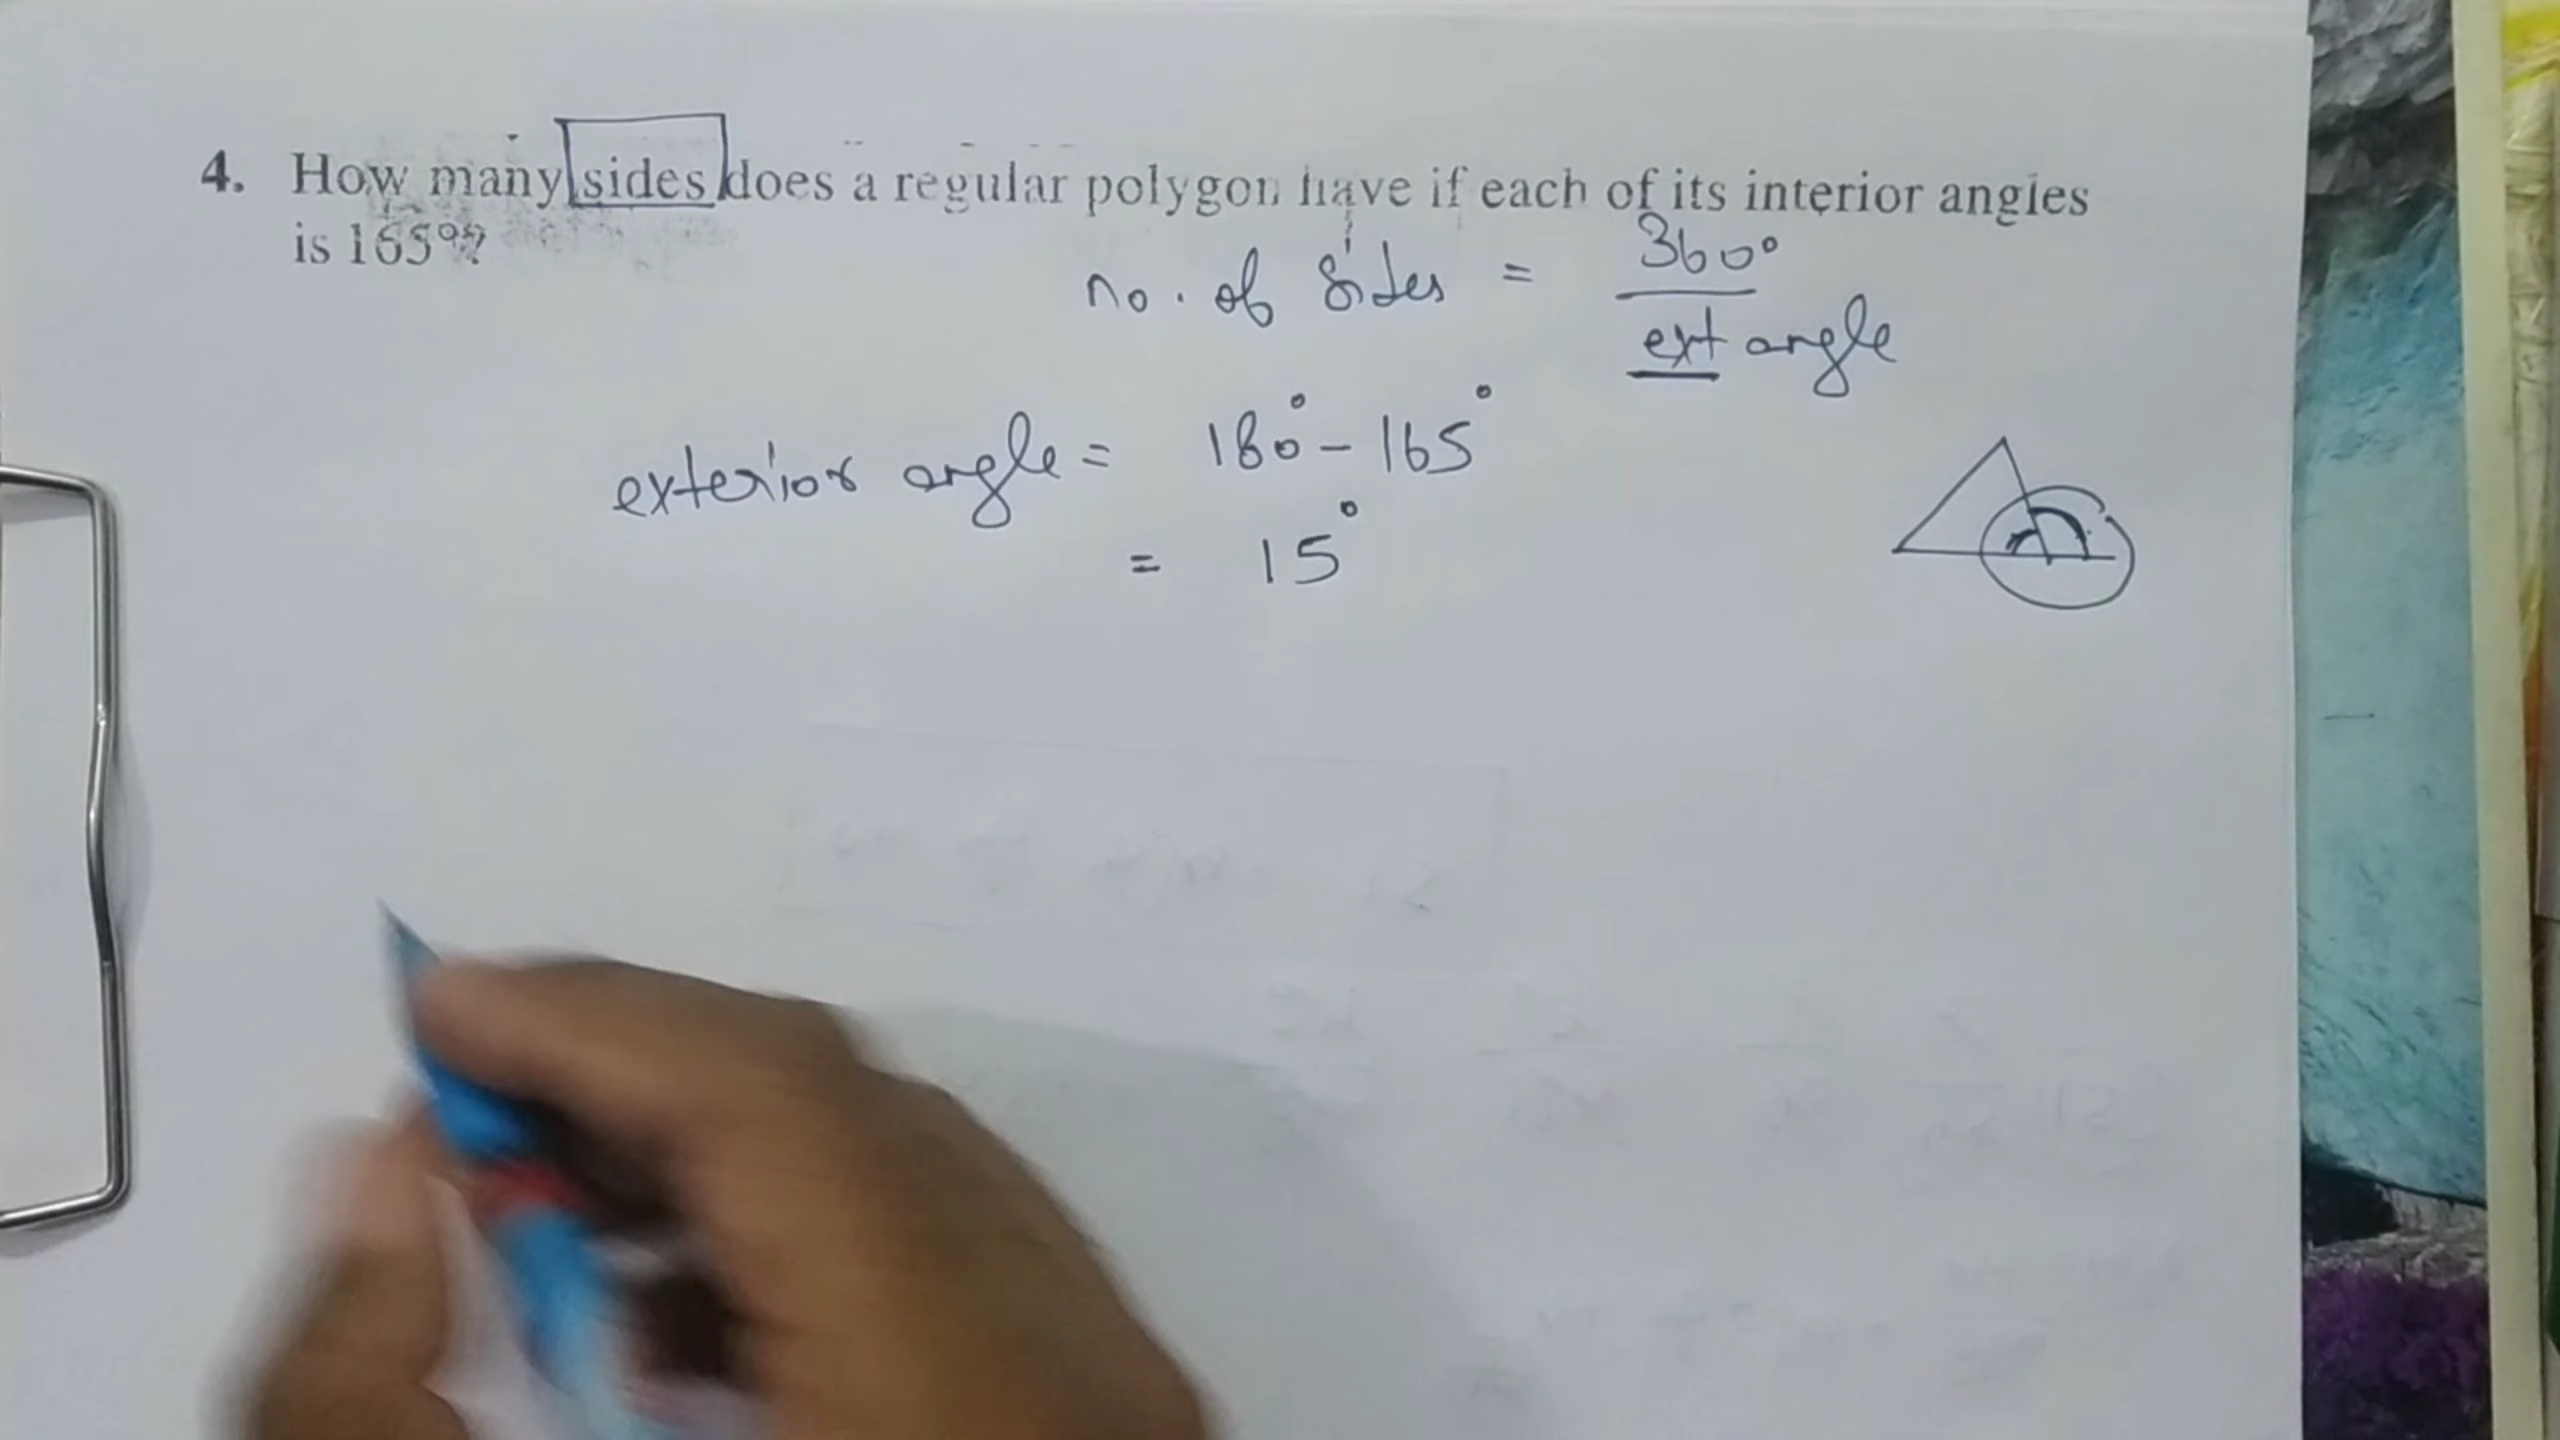 4. How many sides does a regular polygon have if each of its interior angles
is 165°?
no. of sides = 360°
ext angle
exterior angle = 180° - 165°
= 15°